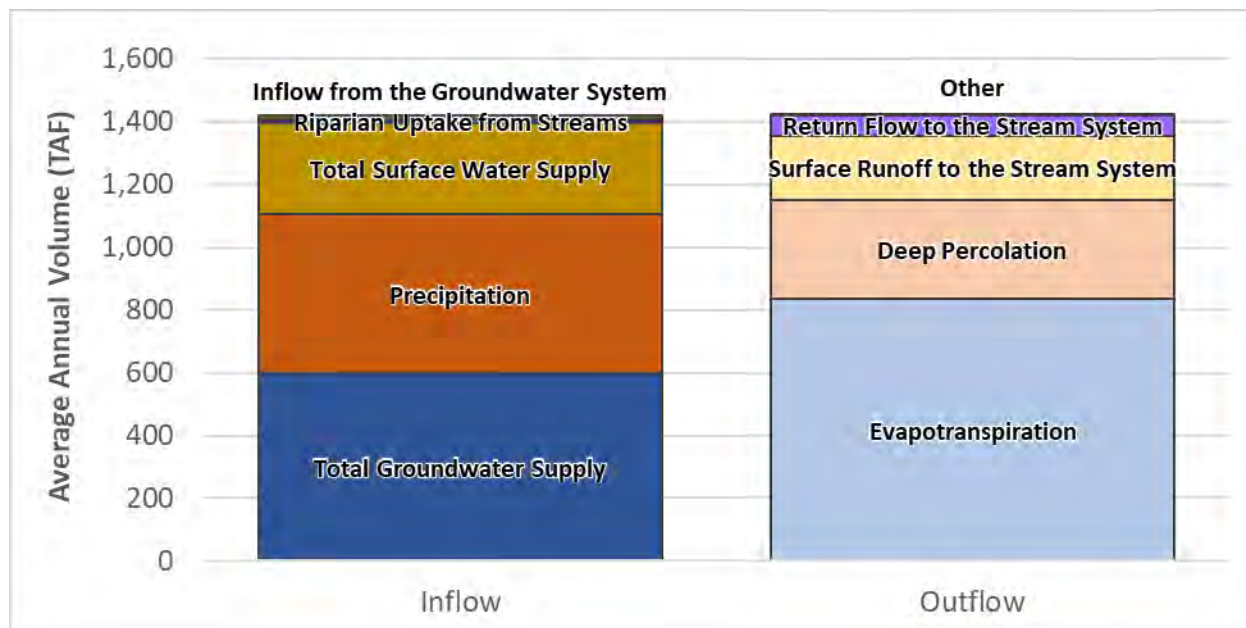 Average Annual Volume (TAF)
1,600
1,400
1,200
1,000
800
600
400
200
0
Inflow from the Groundwater System
Riparian Uptake from Streams
Total Surface Water Supply
Precipitation
Total Groundwater Supply
Other
Return Flow to the Stream System
Surface Runoff to the Stream System
Deep Percolation
Evapotranspiration
Inflow
Outflow